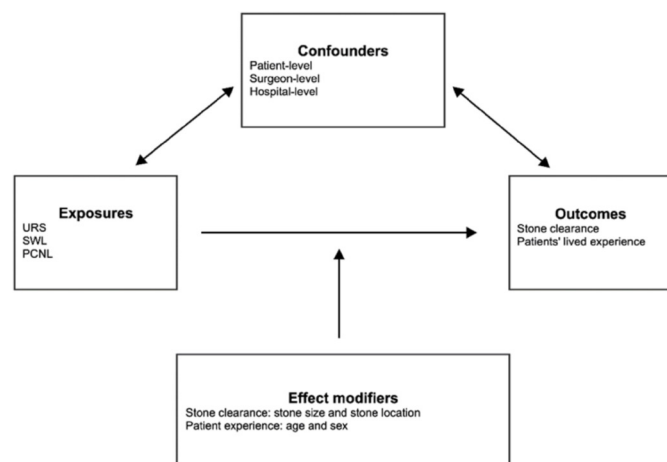 Confounders
Patient-level
Surgeon-level
Hospital-level
Exposures
URS
SWL
PCNL
Outcomes
Stone clearance
Patients' lived experience
Effect modifiers
Stone clearance: stone size and stone location
Patient experience: age and sex